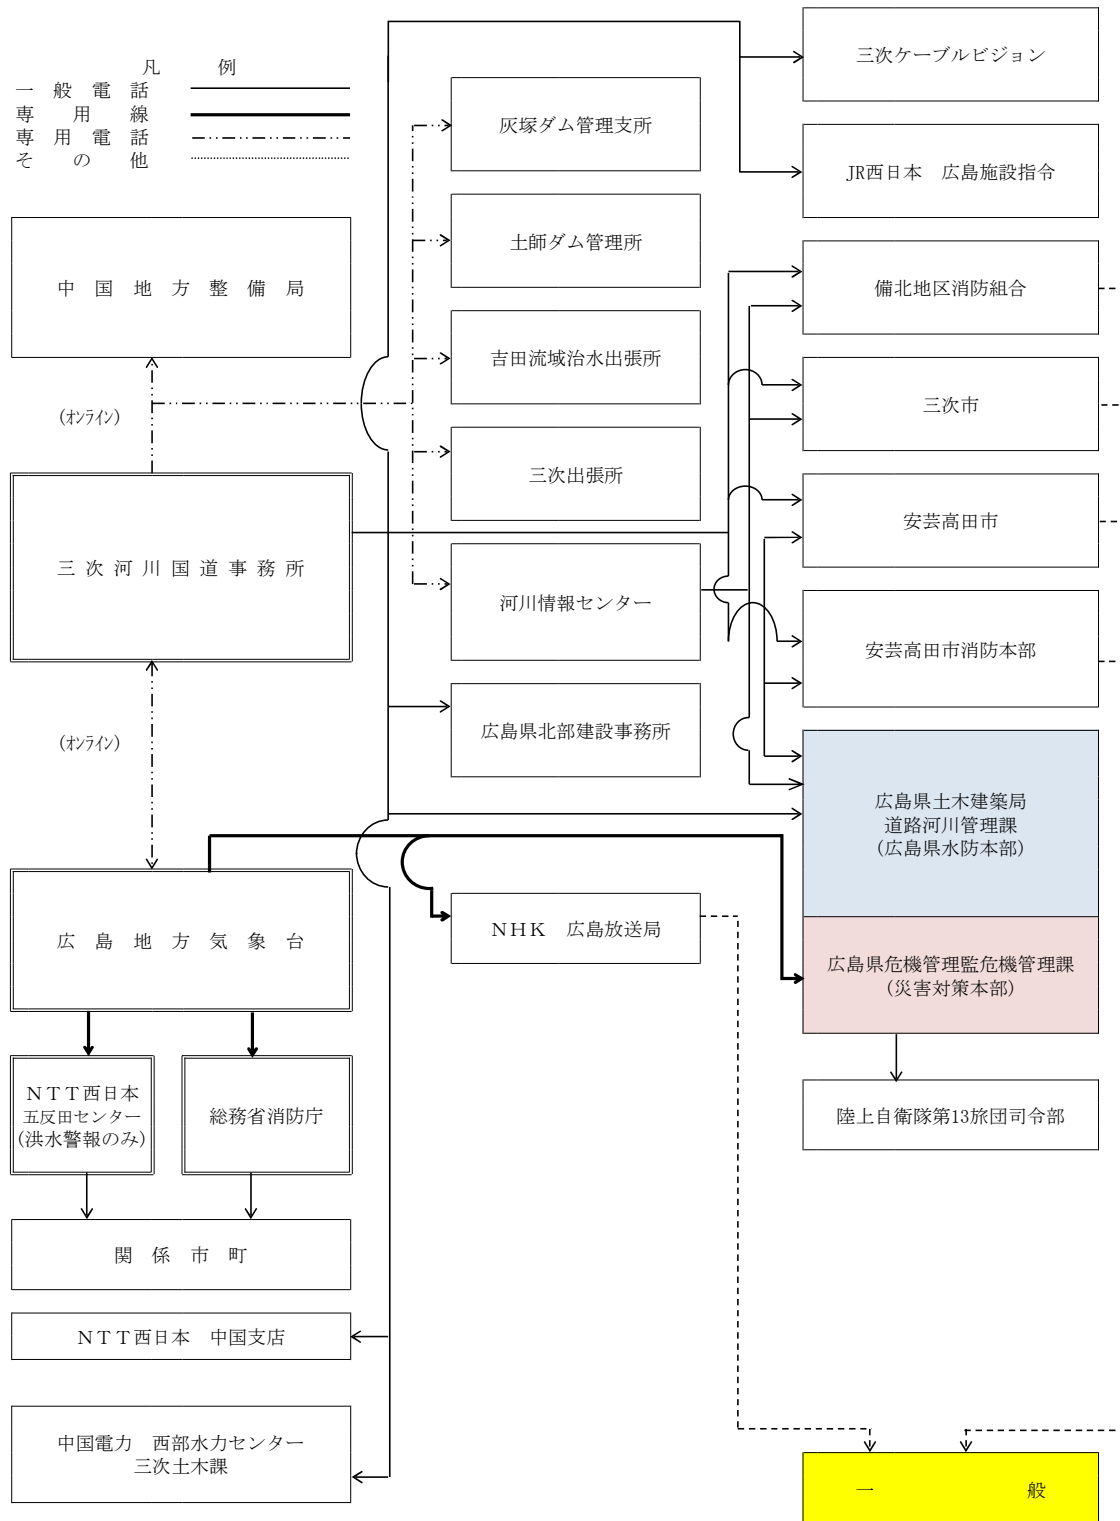 凡　例
一般電話
専用線
専用電話
その他
中国地方整備局
(ｵﾝﾗｲﾝ)
三次河川国道事務所
(ｵﾝﾗｲﾝ)
広島地方気象台
ＮＴＴ西日本
五反田センター
(洪水警報のみ)
総務省消防庁
関係市町
ＮＴＴ西日本　中国支店
中国電力　西部水力センター
三次土木課
灰塚ダム管理支所
土師ダム管理所
吉田流域治水出張所
三次出張所
河川情報センター
広島県北部建設事務所
ＮＨＫ　広島放送局
三次ケーブルビジョン
JR西日本　広島施設指令
備北地区消防組合
三次市
安芸高田市
安芸高田市消防本部
広島県土木建築局
道路河川管理課
(広島県水防本部)
広島県危機管理監危機管理課
(災害対策本部)
陸上自衛隊第13旅団司令部
一　般